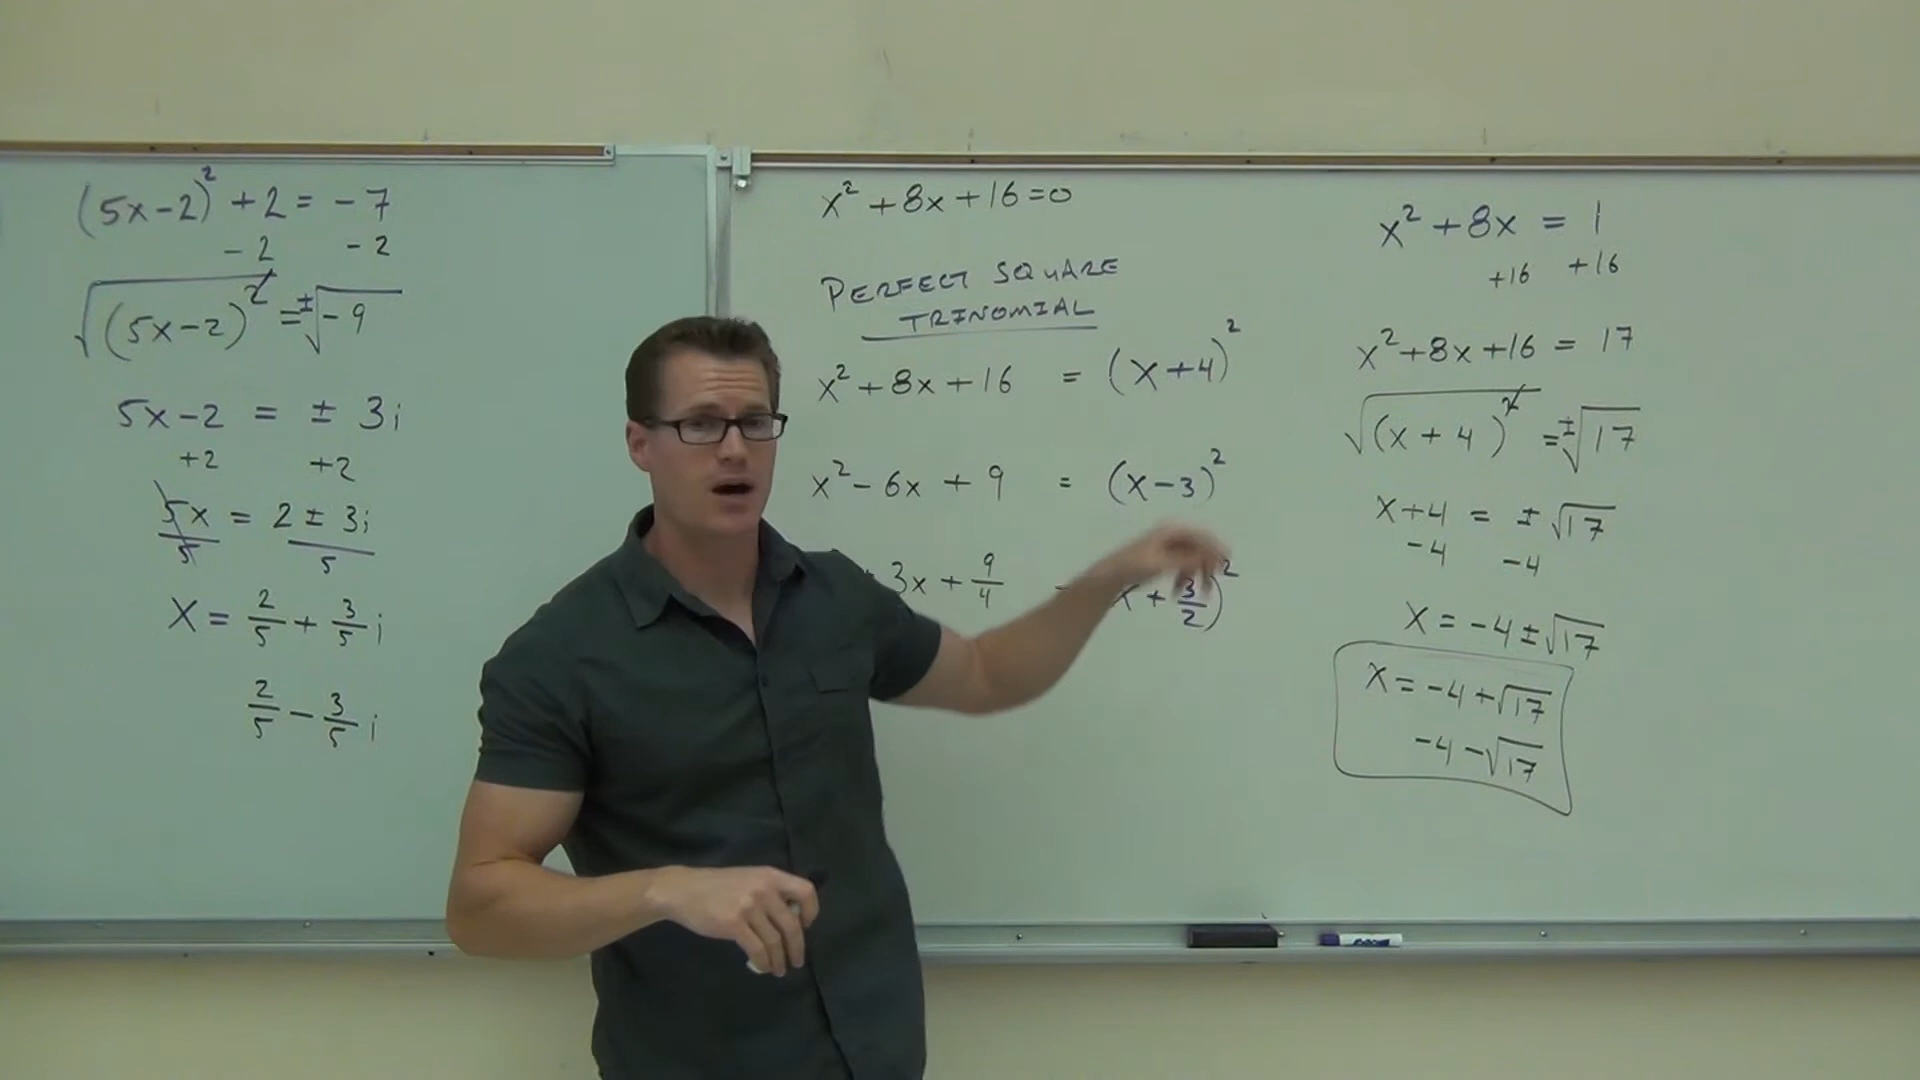 (5x-2)² +2 = -7
-2 -2
√(5x-2)² = ±√-9
5x-2 = ± 3i
+2 +2
5x = 2 ± 3i
5 5
x = 2/5 + 3/5 i
2/5 - 3/5 i
x² + 8x + 16 = 0
PERFECT SQUARE
TRINOMIAL
x² + 8x + 16 = (x+4)²
x² - 6x + 9 = (x-3)²
3x + 9/4 x + 3/2)²
x² + 8x = 1
+16 +16
x² + 8x + 16 = 17
√(x + 4)² = ±√17
x+4 = ± √17
-4 -4
x = -4 ± √17
x = -4 + √17
-4 - √17